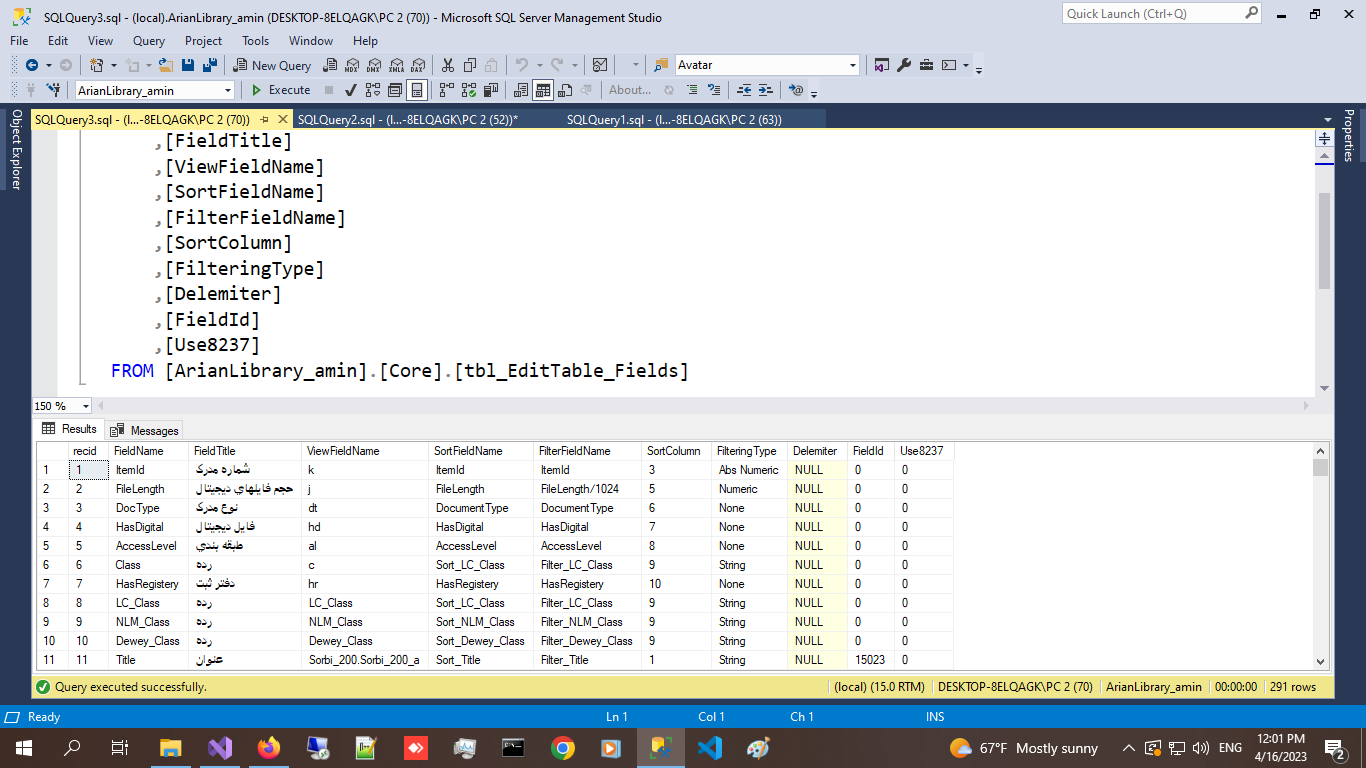 SQLQuery3.sql - (local).ArianLibrary_amin (DESKTOP-8ELQAGK\PC 2 (70)) - Microsoft SQL Server Management Studio
Quick Launch (Ctrl+Q)
File Edit View Query Project Tools Window Help
New Query MDX DMX XMLA DAX Avatar
ArianLibrary_amin Execute About...
SQLQuery3.sql - (l...-8ELQAGK\PC 2 (70)) SQLQuery2.sql - (l...-8ELQAGK\PC 2 (52))* SQLQuery1.sql - (l...-8ELQAGK\PC 2 (63))
Object Explorer
Properties
,[FieldTitle]
,[ViewFieldName]
,[SortFieldName]
,[FilterFieldName]
,[SortColumn]
,[FilteringType]
,[Delemiter]
,[FieldId]
,[Use8237]
FROM [ArianLibrary_amin].[Core].[tbl_EditTable_Fields]
150 %
Results Messages
recid FieldName FieldTitle ViewFieldName SortFieldName FilterFieldName SortColumn FilteringType Delemiter FieldId Use8237
1 1 ItemId شماره مدرک k ItemId ItemId 3 Abs Numeric NULL 0 0
2 2 FileLength حجم فايلهاي ديجيتال j FileLength FileLength/1024 5 Numeric NULL 0 0
3 3 DocType نوع مدرک dt DocumentType DocumentType 6 None NULL 0 0
4 4 HasDigital فايل ديجيتال hd HasDigital HasDigital 7 None NULL 0 0
5 5 AccessLevel طبقه بندي al AccessLevel AccessLevel 8 None NULL 0 0
6 6 Class رده c Sort_LC_Class Filter_LC_Class 9 String NULL 0 0
7 7 HasRegistery دفتر ثبت hr HasRegistery HasRegistery 10 None NULL 0 0
8 8 LC_Class رده LC_Class Sort_LC_Class Filter_LC_Class 9 String NULL 0 0
9 9 NLM_Class رده NLM_Class Sort_NLM_Class Filter_NLM_Class 9 String NULL 0 0
10 10 Dewey_Class رده Dewey_Class Sort_Dewey_Class Filter_Dewey_Class 9 String NULL 0 0
11 11 Title عنوان Sorbi_200.Sorbi_200_a Sort_Title Filter_Title 1 String NULL 15023 0
Query executed successfully. (local) (15.0 RTM) DESKTOP-8ELQAGK\PC 2 (70) ArianLibrary_amin 00:00:00 291 rows
Ready Ln 1 Col 1 Ch 1 INS
67°F Mostly sunny ENG 12:01 PM
4/16/2023
2